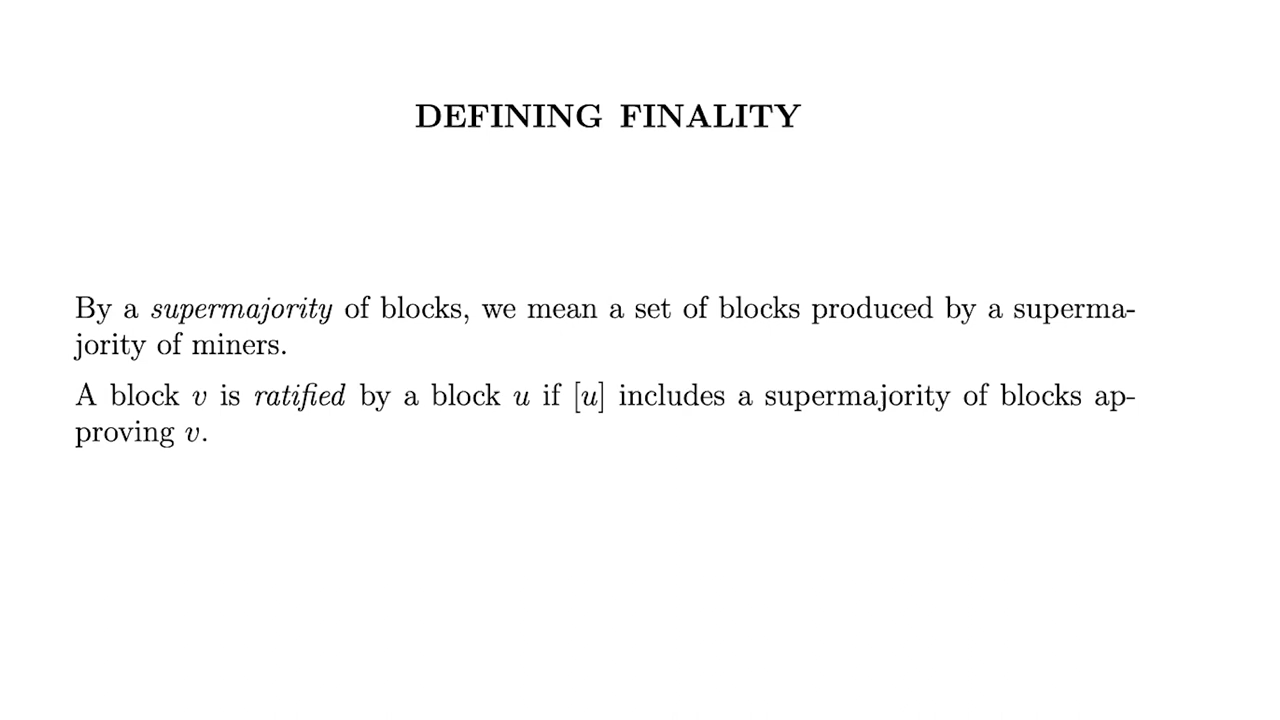 DEFINING FINALITY
By a supermajority of blocks, we mean a set of blocks produced by a superma-
jority of miners.
A block v is ratified by a block u if [u] includes a supermajority of blocks ap-
proving v.